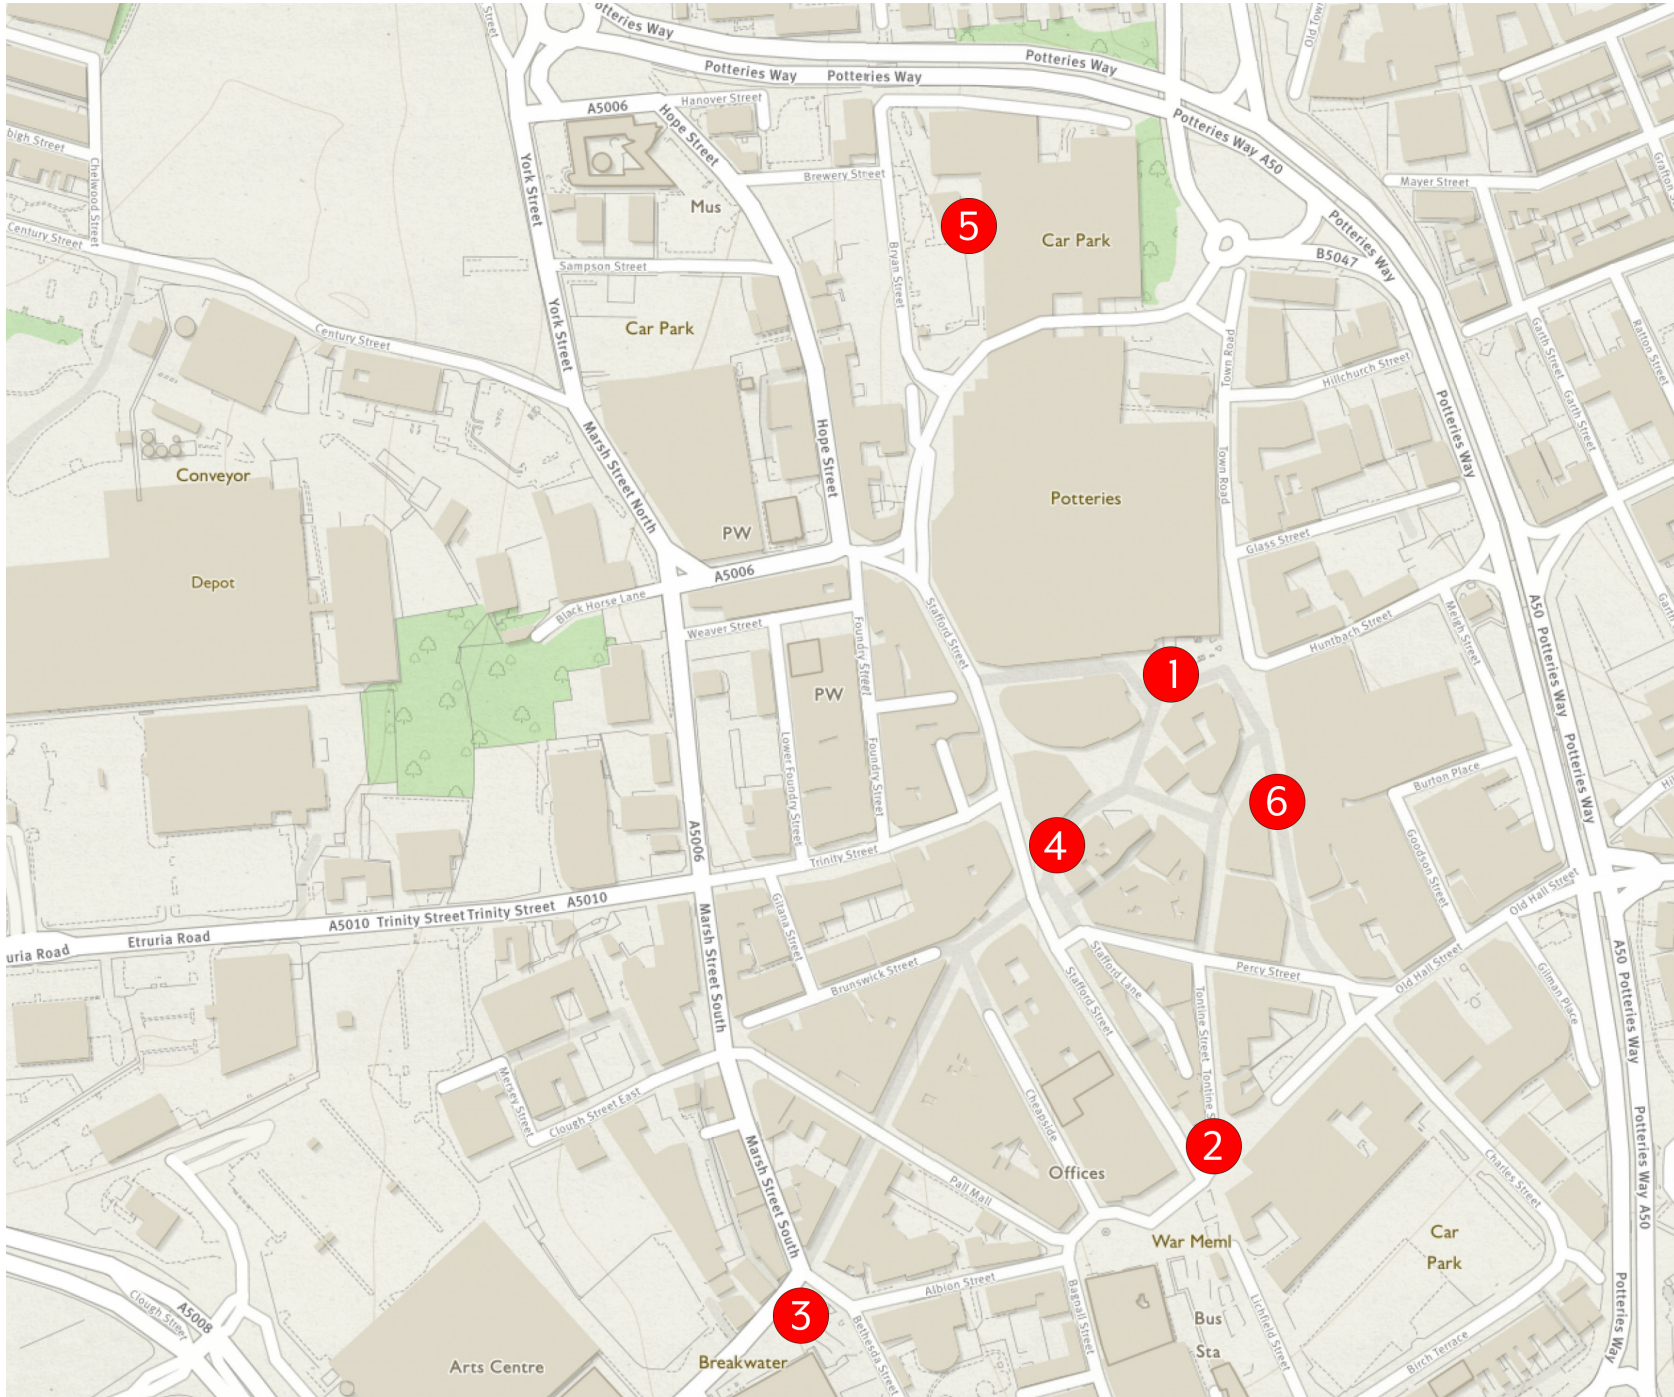 Street
otteries Way
Potteries Way
Potteries Way
Potteries Way
Old Tow
A5006
Hanover Street
Hope Street
Potteries Way A50
bigh Street
Chelwood Street
York Street
Brewery Street
Mayer Street
Grafton S
Mus
5
Car Park
Potteries Way
Century Street
Sampson Street
Bryan Street
B5047
York Street
Car Park
Century Street
Town Road
Hillchurch Street
Garth Street
Ratton Street
Potteries Way
Garth Street
Marsh Street North
Hope Street
Conveyor
Town Road
Potteries
PW
Glass Street
Depot
A5006
Black Horse Lane
Stafford Street
Meigh Street
A50 Potteries Way
Garth
Weaver Street
Foundry Street
Huntbach Street
1
PW
Lower Foundry Street
Foundry Street
Potteries Way
Burton Place
6
Hi
A5006
4
Trinity Street
Goodson Street
Old Hall Street
A5010 Trinity Street
Trinity Street A5010
Gitana Street
uria Road
Etruria Road
Marsh Street South
Brunswick Street
Stafford Lane
Percy Street
Old Hall Street
Gilman Place
A50 Potteries Way
Stafford Street
Tontine Street
Tontine S
Mersey Street
Clough Street East
Cheapside
2
Marsh Street South
Pall Mall
Offices
Charles Street
Potteries Way A50
War Meml
Car
Park
Albion Street
Clough Street
A5008
3
Bethesda Street
Bagnall Street
Bus
Sta
Lichfield Street
Potteries Way
Birch Terrace
Arts Centre
Breakwater